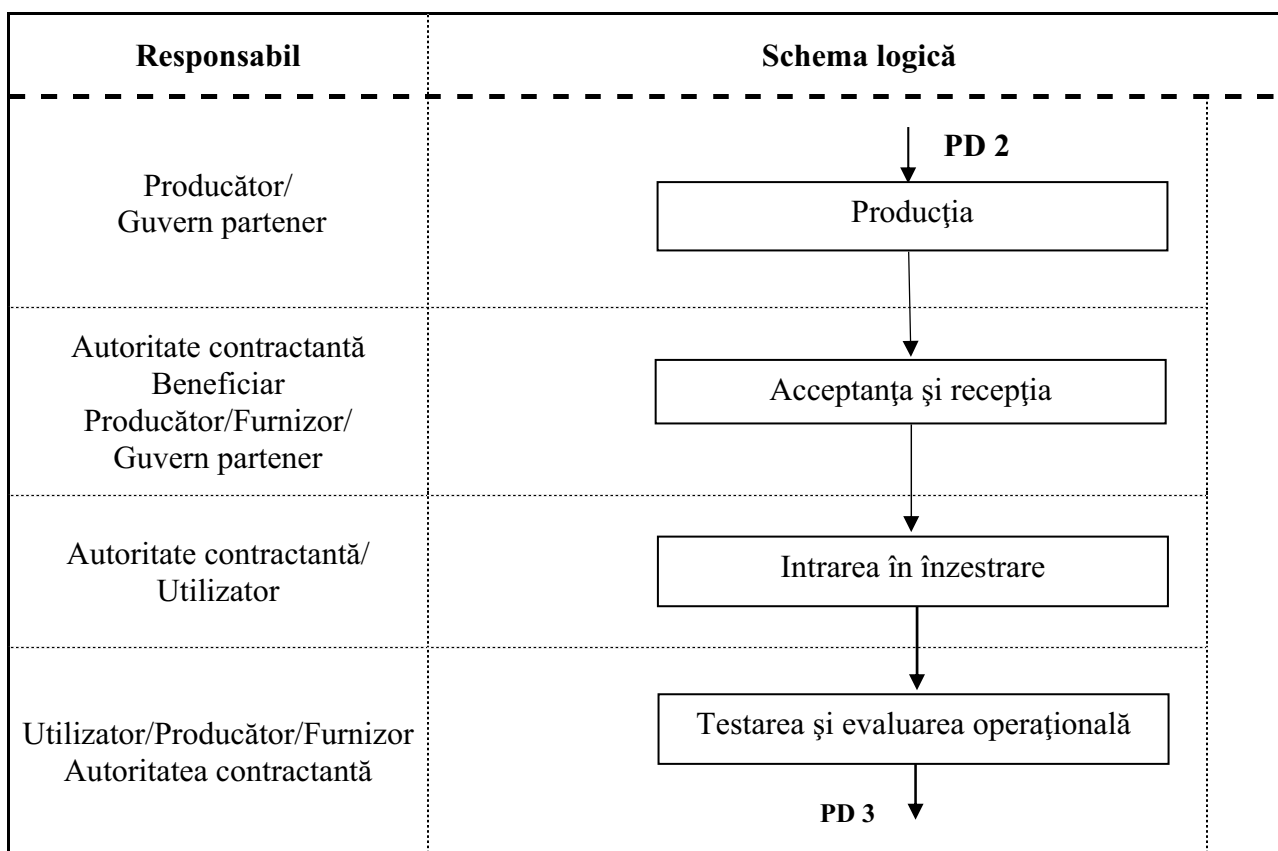 Responsabil
Schema logică
PD 2
Producător/
Guvern partener
Producţia
Autoritate contractantă
Beneficiar
Producător/Furnizor/
Guvern partener
Acceptanţa şi recepţia
Autoritate contractantă/
Utilizator
Intrarea în înzestrare
Utilizator/Producător/Furnizor
Autoritatea contractantă
Testarea şi evaluarea operaţională
PD 3